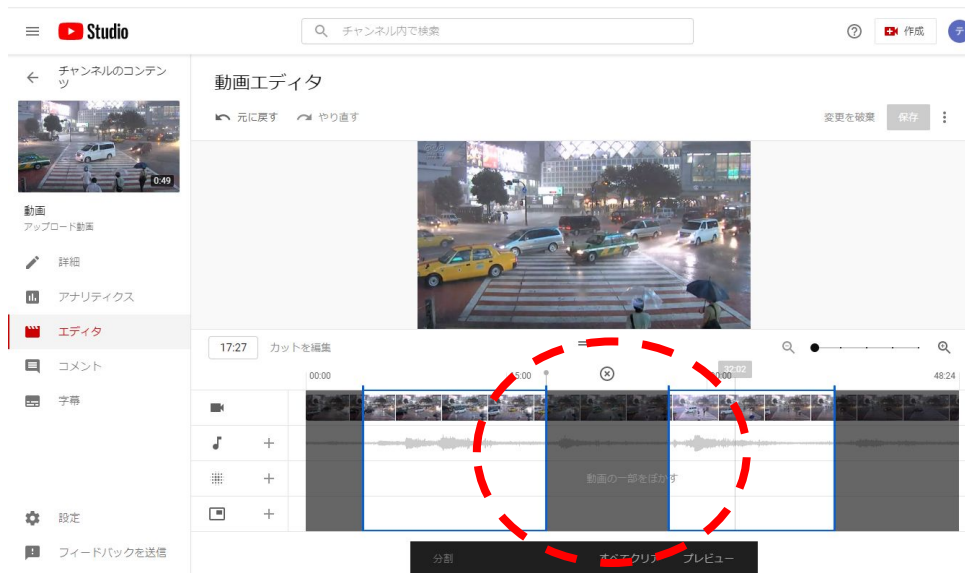 Studio
チャンネル内で検索
作成
テ
チャンネルのコンテン
ツ
0:49
動画
アップロード動画
詳細
アナリティクス
エディタ
コメント
字幕
設定
フィードバックを送信
動画エディタ
元に戻す やり直す
変更を破棄 保存
17:27 カットを編集
00:00 15:00 32:02 48:24
動画の一部をぼかす
分割 すべてクリア プレビュー